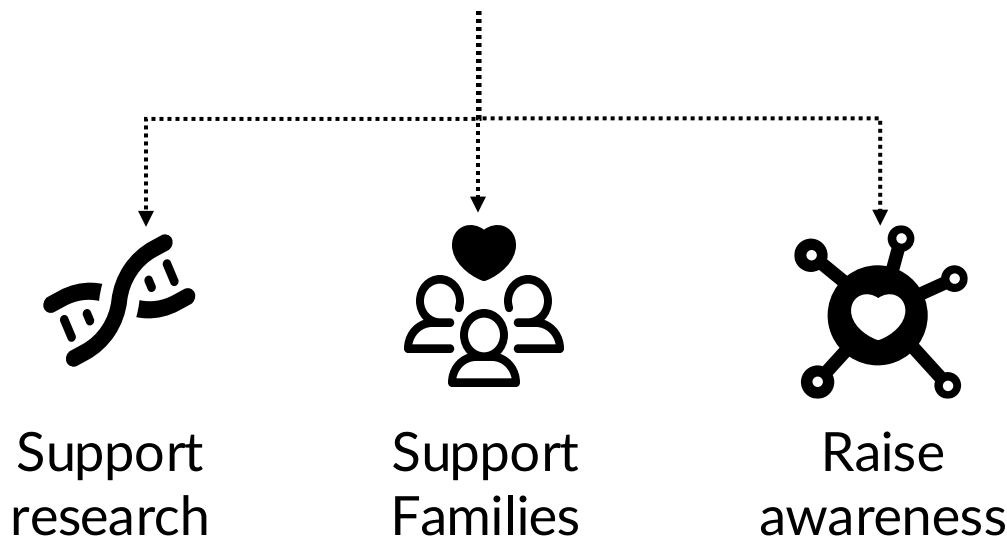 Support
research
Support
Families
Raise
awareness